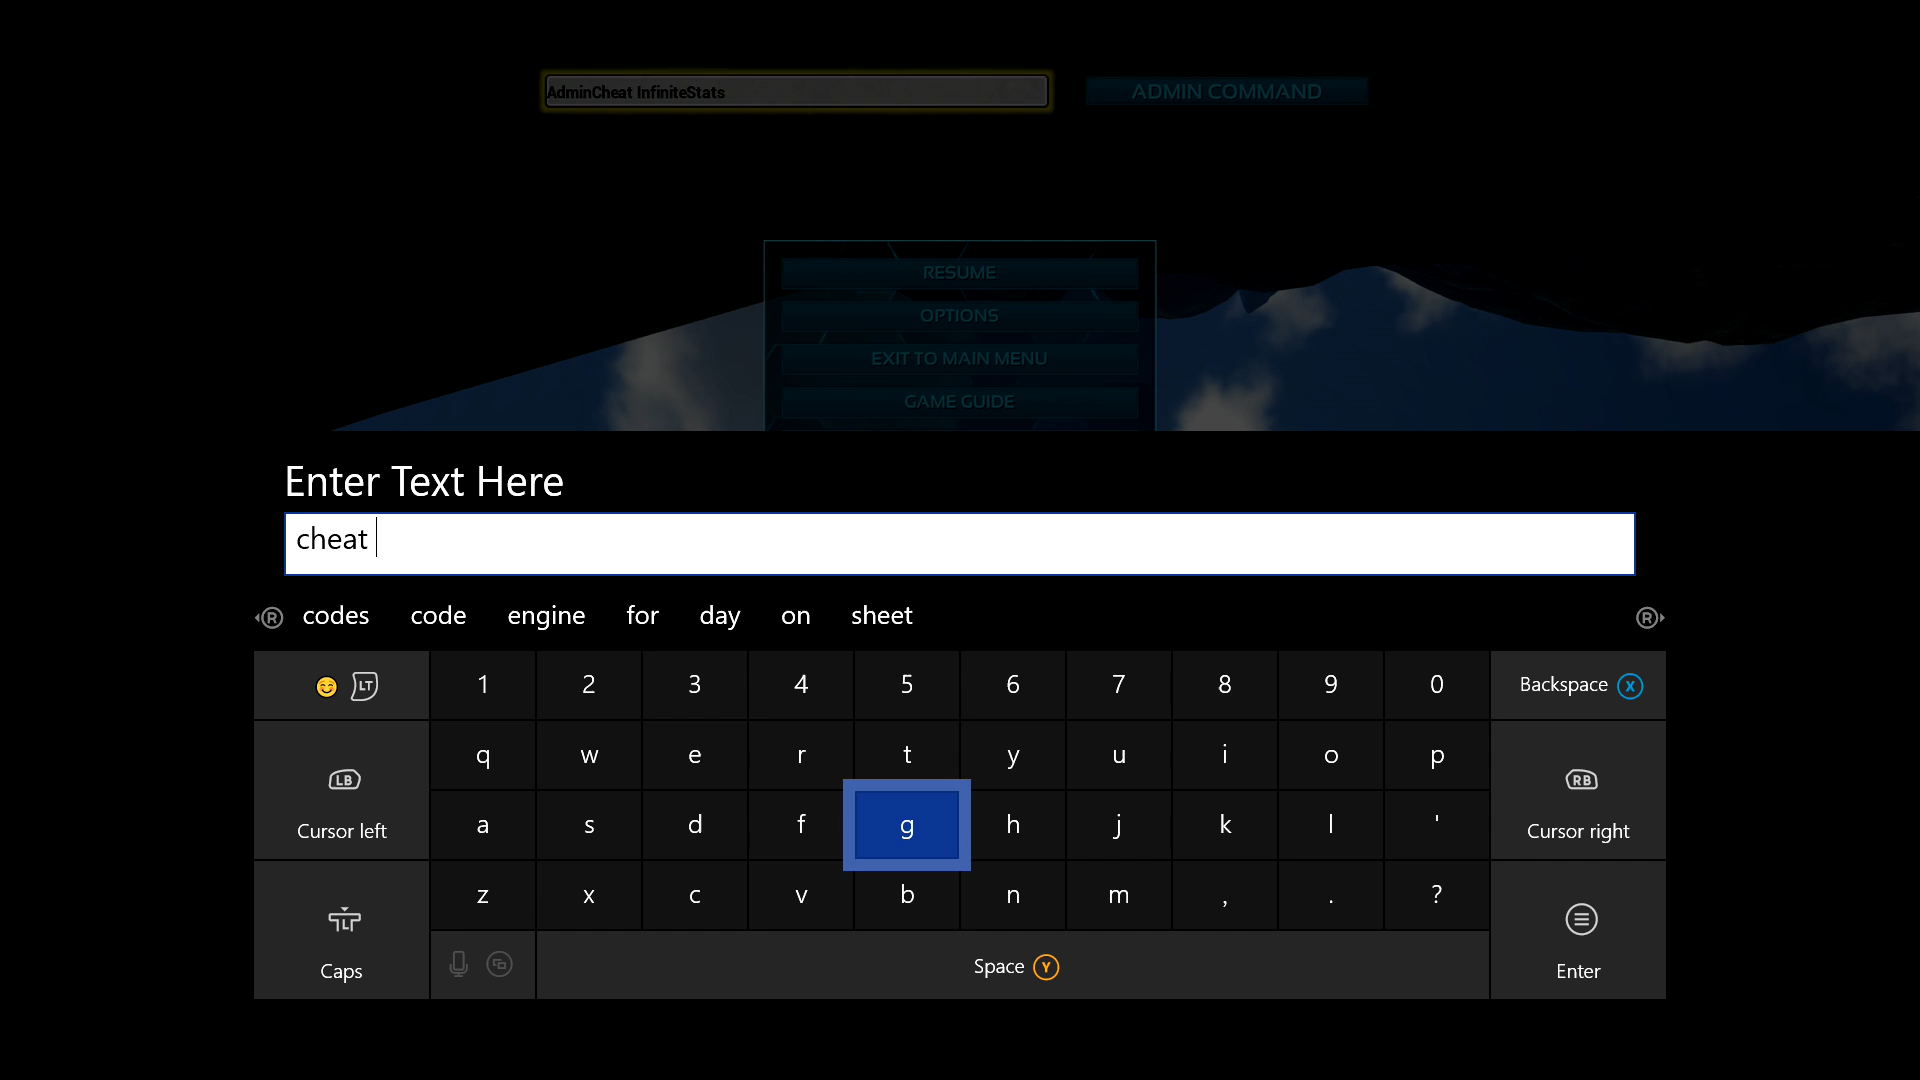 AdminCheat InfiniteStats
ADMIN COMMAND
RESUME
OPTIONS
EXIT TO MAIN MENU
GAME GUIDE
Enter Text Here
cheat
R codes code engine for day on sheet R
😊 LT 1 2 3 4 5 6 7 8 9 0 Backspace X
q w e r t y u i o p
LB RB
Cursor left a s d f g h j k l ' Cursor right
z x c v b n m , . ?
Caps Space Y Enter